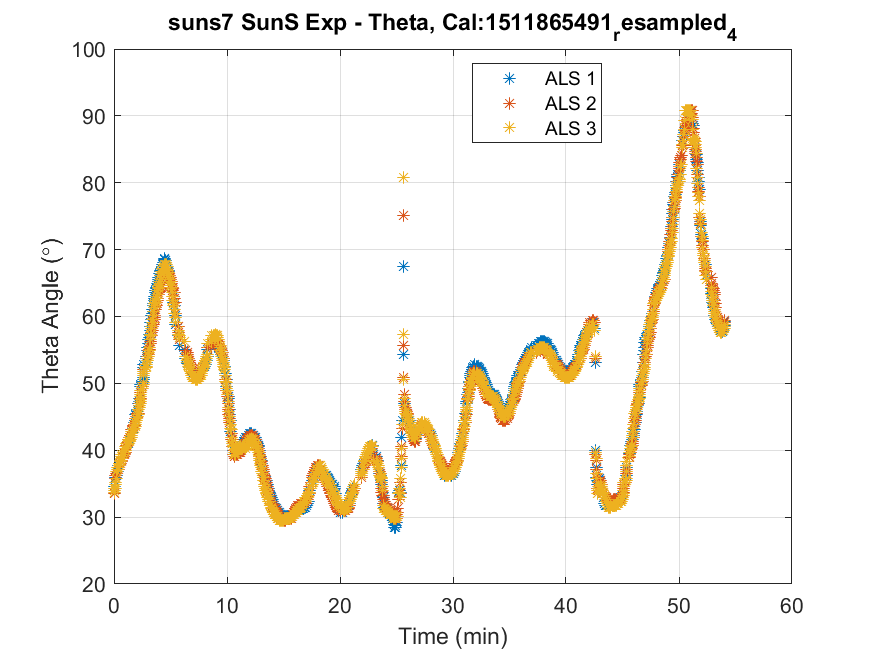 suns7 SunS Exp - Theta, Cal:1511865491_resampled_4
ALS 1
ALS 2
ALS 3
100
90
80
70
60
50
40
30
20
Theta Angle (°)
0 10 20 30 40 50 60
Time (min)